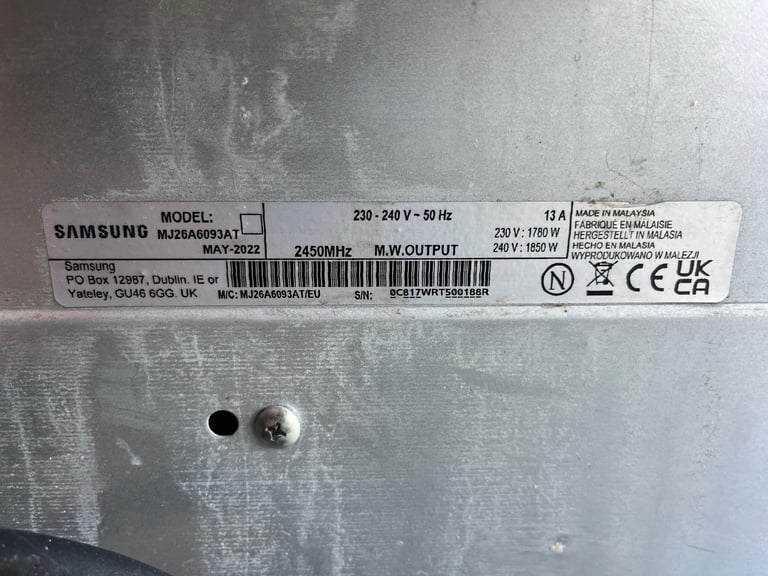 SAMSUNG
MODEL:
MJ26A6093AT
MAY-2022
230 - 240 V ~ 50 Hz
13 A
230 V : 1780 W
2450MHz M.W.OUTPUT
240 V : 1850 W
MADE IN MALAYSIA
FABRIQUÉ EN MALAISIE
HERGESTELLT IN MALASIA
HECHO EN MALASIA
WYPRODUKOWANO W MALEZJI
Samsung
PO Box 12987, Dublin. IE or
Yateley, GU46 6GG. UK
M/C: MJ26A6093AT/EU
S/N: 0C817WRT500188R
N
CE
UK
CA